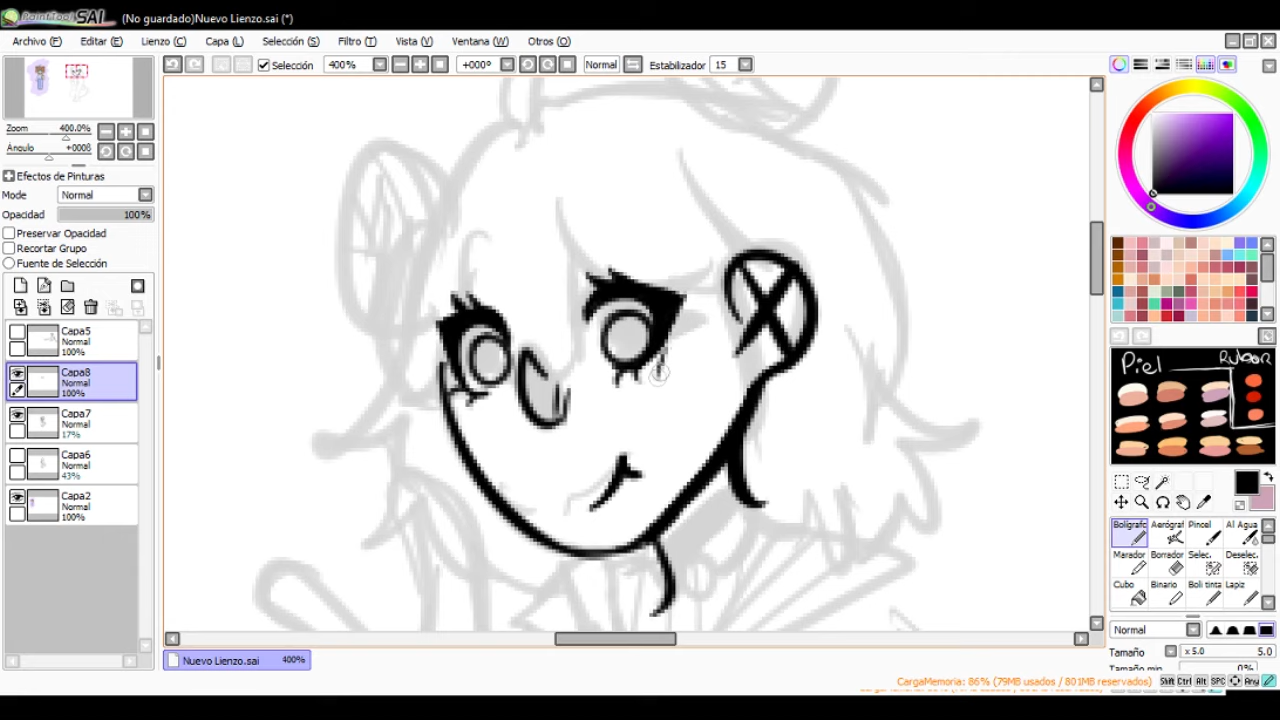 PaintTool SAI (No guardado)Nuevo Lienzo.sai (*)
Archivo (F) Editar (E) Lienzo (C) Capa (L) Selección (S) Filtro (T) Vista (V) Ventana (W) Otros (O)
Selección 400% +000º Normal Estabilizador 15
Zoom 400.0%
Ángulo +000ß
Efectos de Pinturas
Mode Normal
Opacidad 100%
Preservar Opacidad
Recortar Grupo
Fuente de Selección
Capa5
Normal
100%
Capa8
Normal
100%
Capa7
Normal
17%
Capa6
Normal
43%
Capa2
Normal
100%
Piel Rubor
Bolígrafo Aerógraf Pincel Al Agua
Marador Borrador Selec. Deselec.
Cubo Binario Boli tinta Lapiz
Normal
Tamaño x 5.0 5.0
Tamaño min 0%
Nuevo Lienzo.sai 400%
CargaMemoria: 86% (79MB usados / 801MB reservados) Shift Ctrl Alt SPC Any